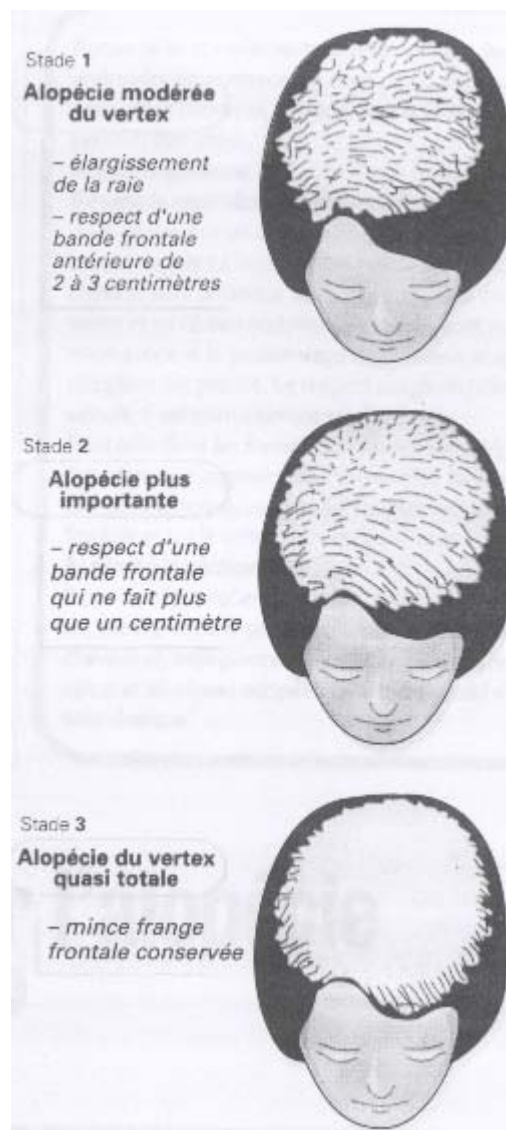 Stade 1
Alopécie modérée
du vertex
– élargissement
de la raie
– respect d'une
bande frontale
antérieure de
2 à 3 centimètres
Stade 2
Alopécie plus
importante
– respect d'une
bande frontale
qui ne fait plus
que un centimètre
Stade 3
Alopécie du vertex
quasi totale
– mince frange
frontale conservée